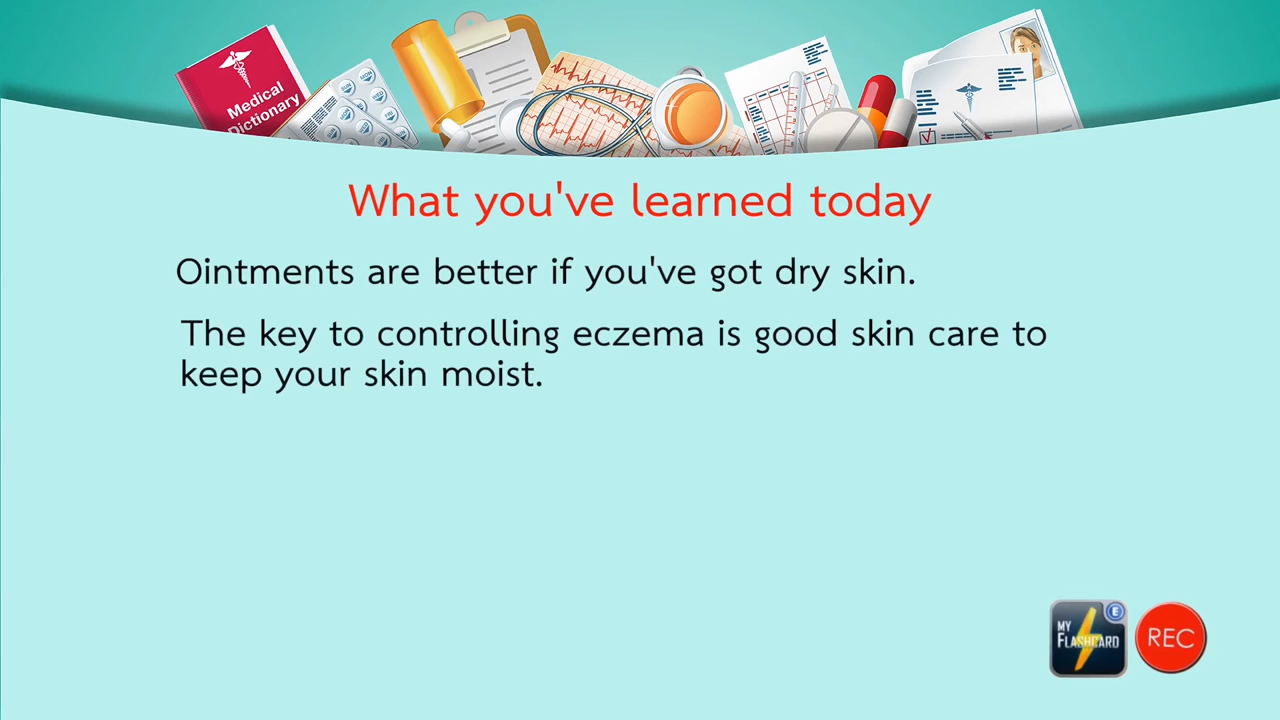 Medical
Dictionary
What you've learned today
Ointments are better if you've got dry skin.
The key to controlling eczema is good skin care to
keep your skin moist.
E
MY
FLASHCARD
REC